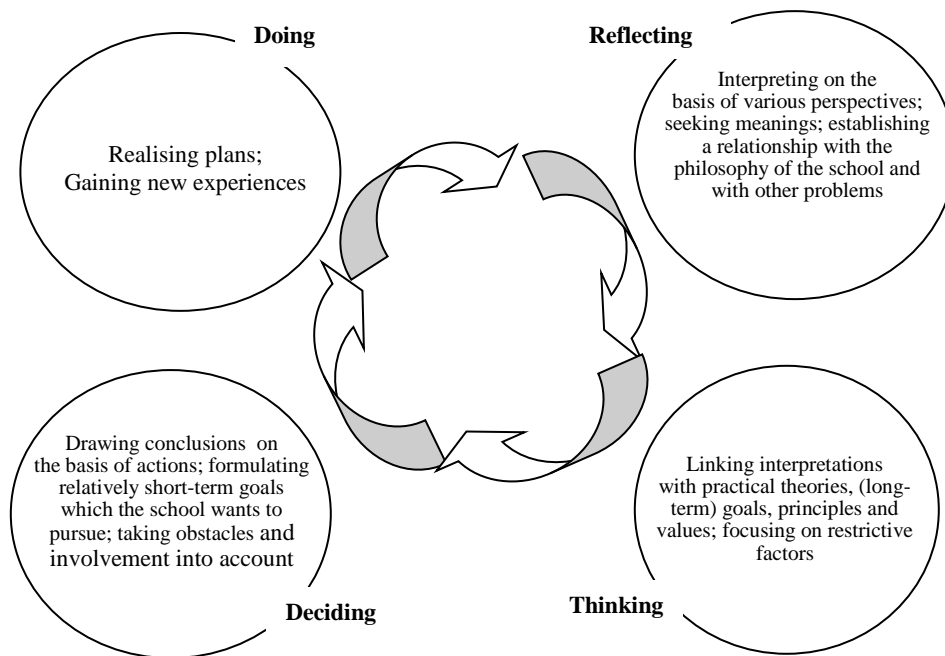 Doing
Realising plans;
Gaining new experiences
Reflecting
Interpreting on the
basis of various perspectives;
seeking meanings; establishing
a relationship with the
philosophy of the school and
with other problems
Drawing conclusions on
the basis of actions; formulating
relatively short-term goals
which the school wants to
pursue; taking obstacles and
involvement into account
Deciding
Linking interpretations
with practical theories, (long-
term) goals, principles and
values; focusing on restrictive
factors
Thinking